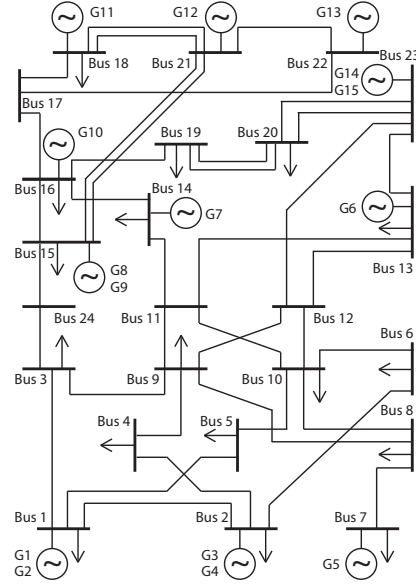 G11
G12
G13
Bus 18
Bus 21
Bus 22
Bus 23
G14
G15
Bus 17
G10
Bus 19
Bus 20
Bus 16
Bus 14
G7
G6
Bus 15
G8
G9
Bus 13
Bus 24
Bus 11
Bus 12
Bus 3
Bus 9
Bus 10
Bus 6
Bus 4
Bus 5
Bus 8
Bus 1
Bus 2
Bus 7
G1
G2
G3
G4
G5